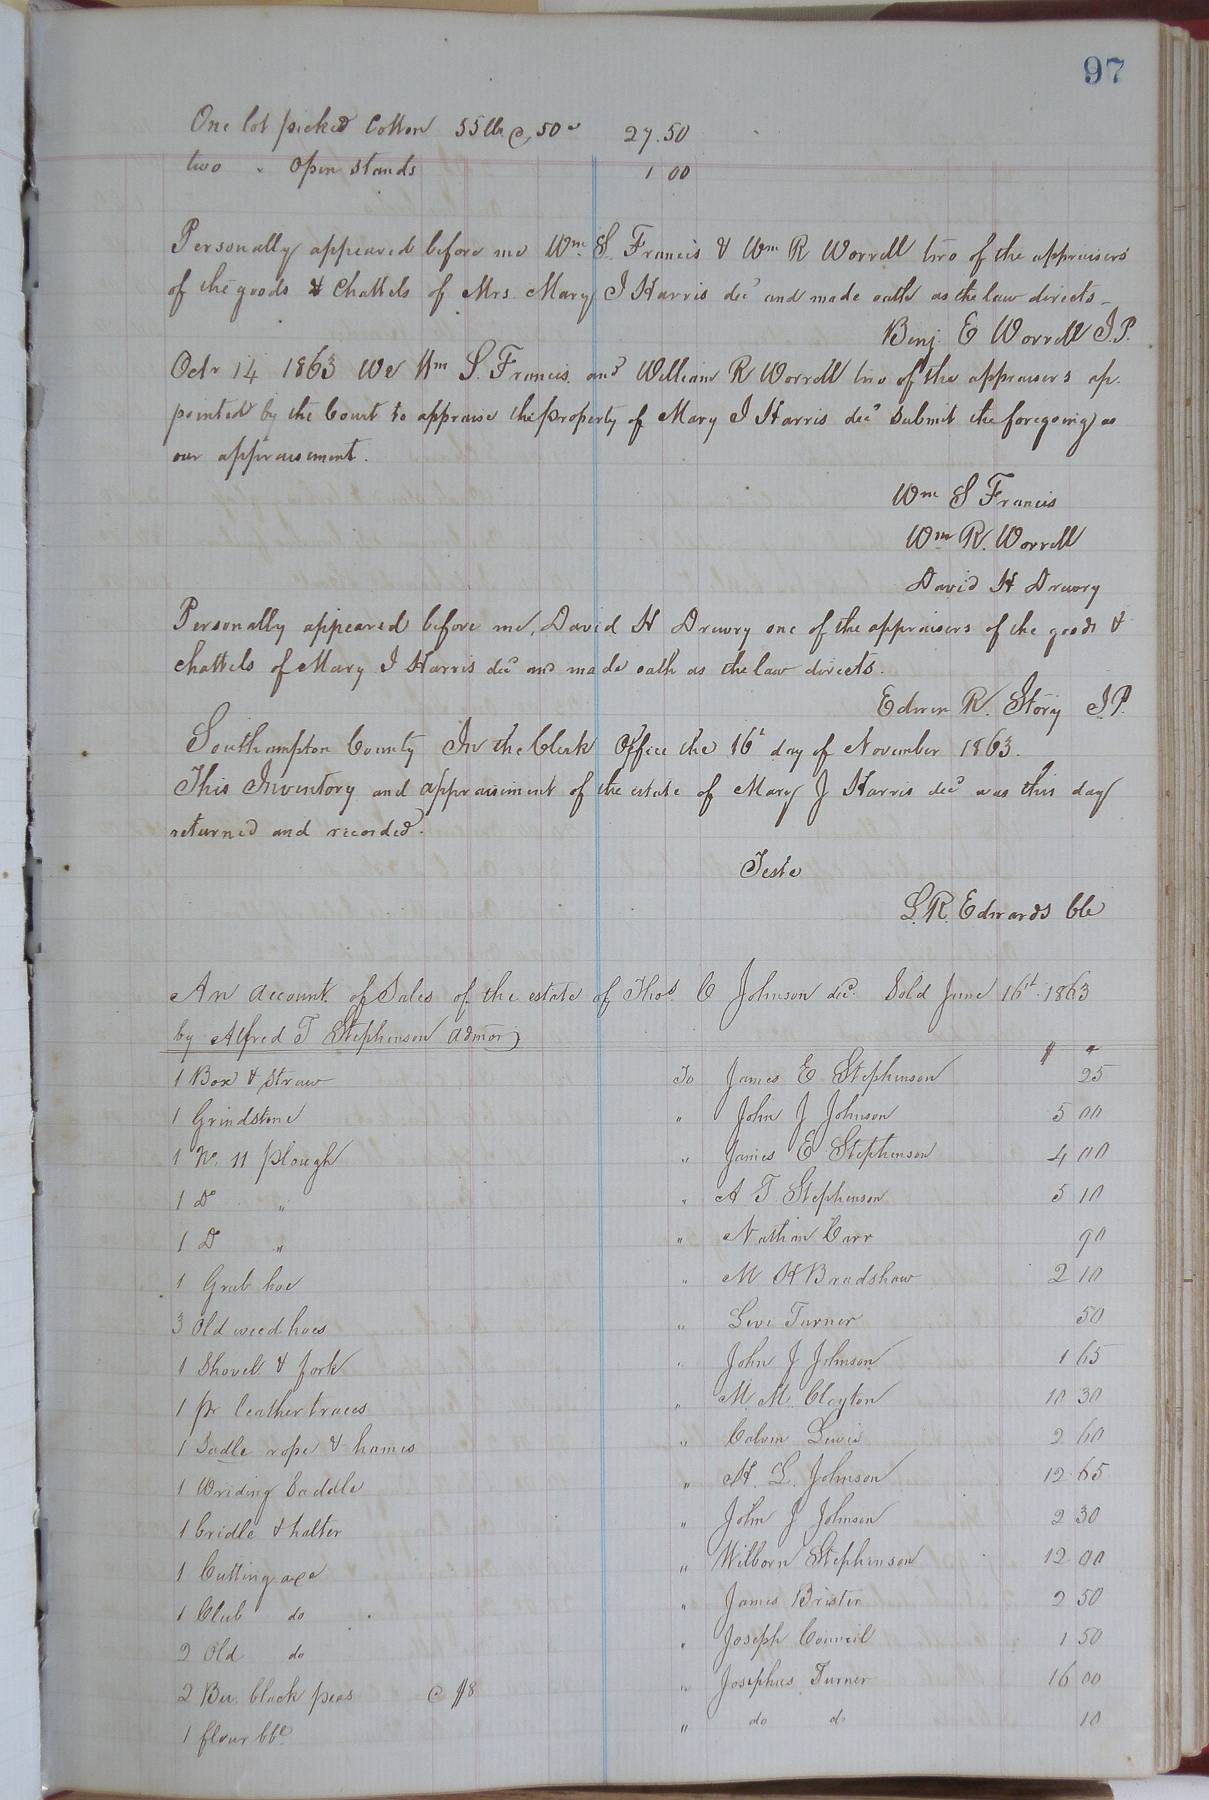 97
One lot picked Cotton 55 lb @ 50c 27.50
two " Open stands 1 00
Personally appeared before me Wm. S. Francis & Wm R Worrell two of the appraisers
of the goods & Chattels of Mrs. Mary J Harris decd and made oath as the law directs
Benj. E Worrell J.P.
Octr 14 1863 We Wm S. Francis and William R Worrell two of the appraisers ap-
pointed by the Court to appraise the property of Mary J Harris decd submit the foregoing as
our appraisement.
Wm S Francis
Wm R. Worrell
David H Drewry
Personally appeared before me, David H Drewry one of the appraisers of the goods &
chattels of Mary J Harris decd and made oath as the law directs.
Edwin R. Story J.P.
Southampton County In the Clerk Office the 16t day of November 1863.
This Inventory and appraisement of the estate of Mary J Harris decd was this day
returned and recorded.
Teste
L.R. Edwards Clk
An account of Sales of the estate of Thos. C Johnson decd. Sold June 16t 1863
by Alfred T Stephenson admor
$ c
1 Box & Straw To James E Stephenson 25
1 Grindstone " John J Johnson 5 00
1 No. 11 plough " James E Stephenson 4 00
1 Do " " A T. Stephenson 5 10
1 Do " " Nathan Carr 90
1 Grub hoe " M H Bradshaw 2 10
3 Old weed hoes " Levi Turner 50
1 Shovel & fork " John J Johnson 1 65
1 pr leather traces " M. M. Clayton 10 30
1 Sadle rope & hames " Calvin Lewis 2 60
1 Wriding Saddle " H. L. Johnson 12 65
1 bridle & halter " John J Johnson 2 30
1 Cutting axe " Wilborn Stephenson 12 00
1 Club do " James Brister 2 50
2 Old do " Joseph Council 1 50
2 Bu. black peas @ $8 " Josephus Turner 16 00
1 flour bbl " do do 10